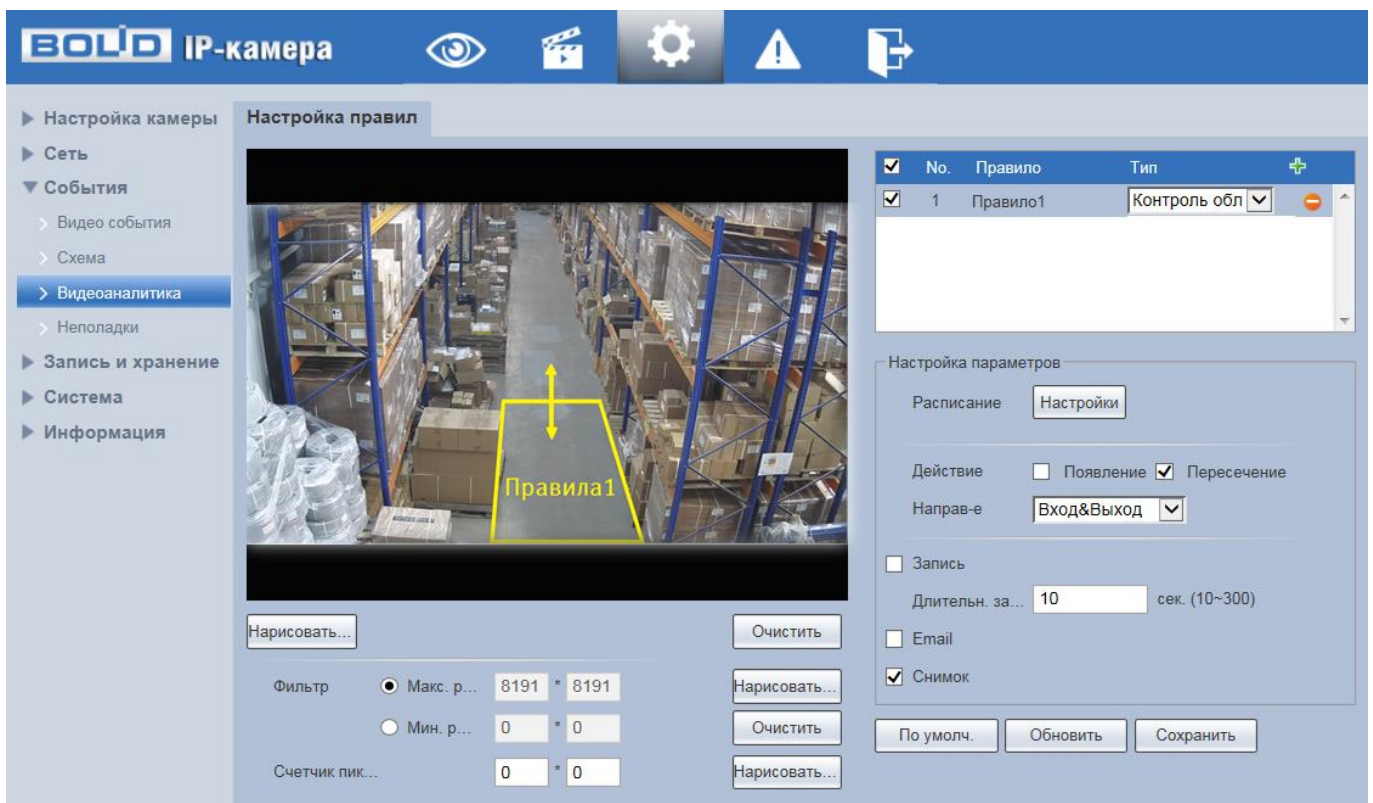 BOLID IP-камера
Настройка камеры
Сеть
События
Видео события
Схема
Видеоаналитика
Неполадки
Запись и хранение
Система
Информация
Настройка правил
Правила1
Нарисовать...
Очистить
Фильтр Макс. р... 8191 * 8191 Нарисовать...
Мин. р... 0 * 0 Очистить
Счетчик пик... 0 * 0 Нарисовать...
No. Правило Тип
1 Правило1 Контроль обл
Настройка параметров
Расписание Настройки
Действие Появление Пересечение
Направ-е Вход&Выход
Запись
Длительн. за... 10 сек. (10~300)
Email
Снимок
По умолч. Обновить Сохранить